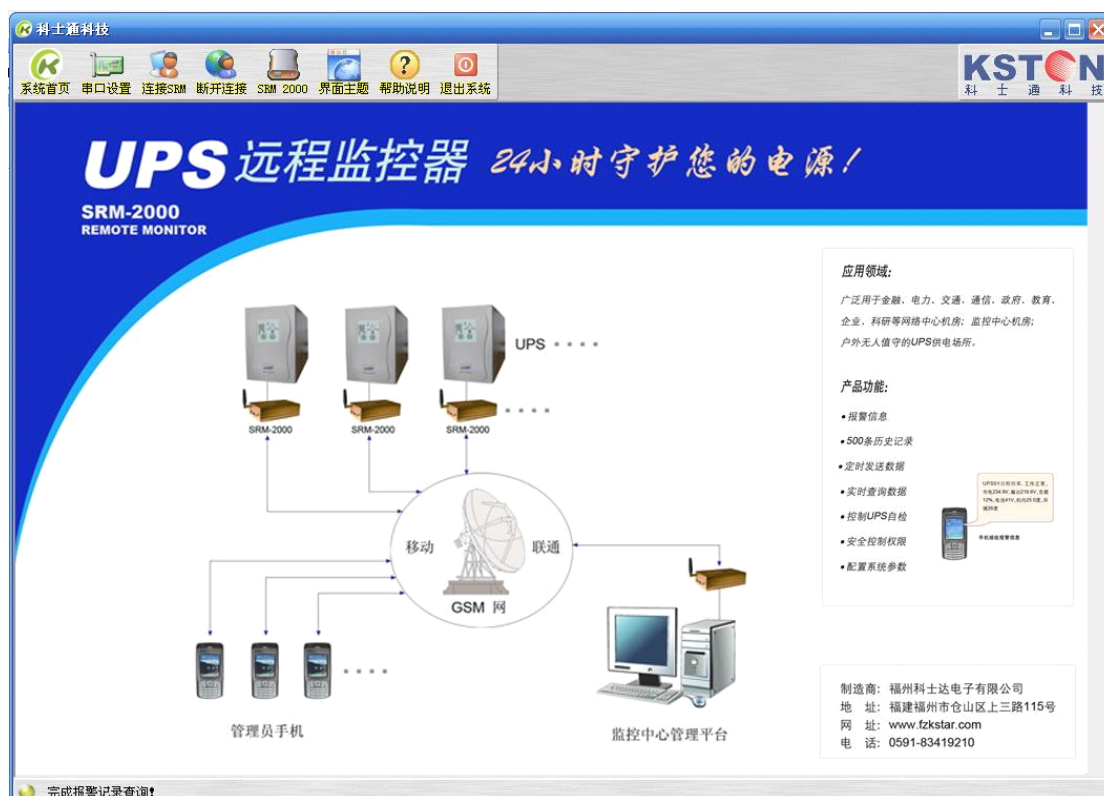 科士通科技
系统首页 串口设置 连接SRM 断开连接 SRM 2000 界面主题 帮助说明 退出系统
KSTON
科士通科技
UPS远程监控器 24小时守护您的电源!
SRM-2000
REMOTE MONITOR
UPS
SRM-2000 SRM-2000 SRM-2000
移动 联通
GSM 网
管理员手机
监控中心管理平台
应用领域:
广泛用于金融、电力、交通、通信、政府、教育、
企业、科研等网络中心机房; 监控中心机房;
户外无人值守的UPS供电场所。
产品功能:
•报警信息
•500条历史记录
•定时发送数据
•实时查询数据
•控制UPS自检
•安全控制权限
•配置系统参数
手机接收报警信息
制造商: 福州科士达电子有限公司
地 址: 福建福州市仓山区上三路115号
网 址: www.fzkstar.com
电 话: 0591-83419210
完成报警记录查询!